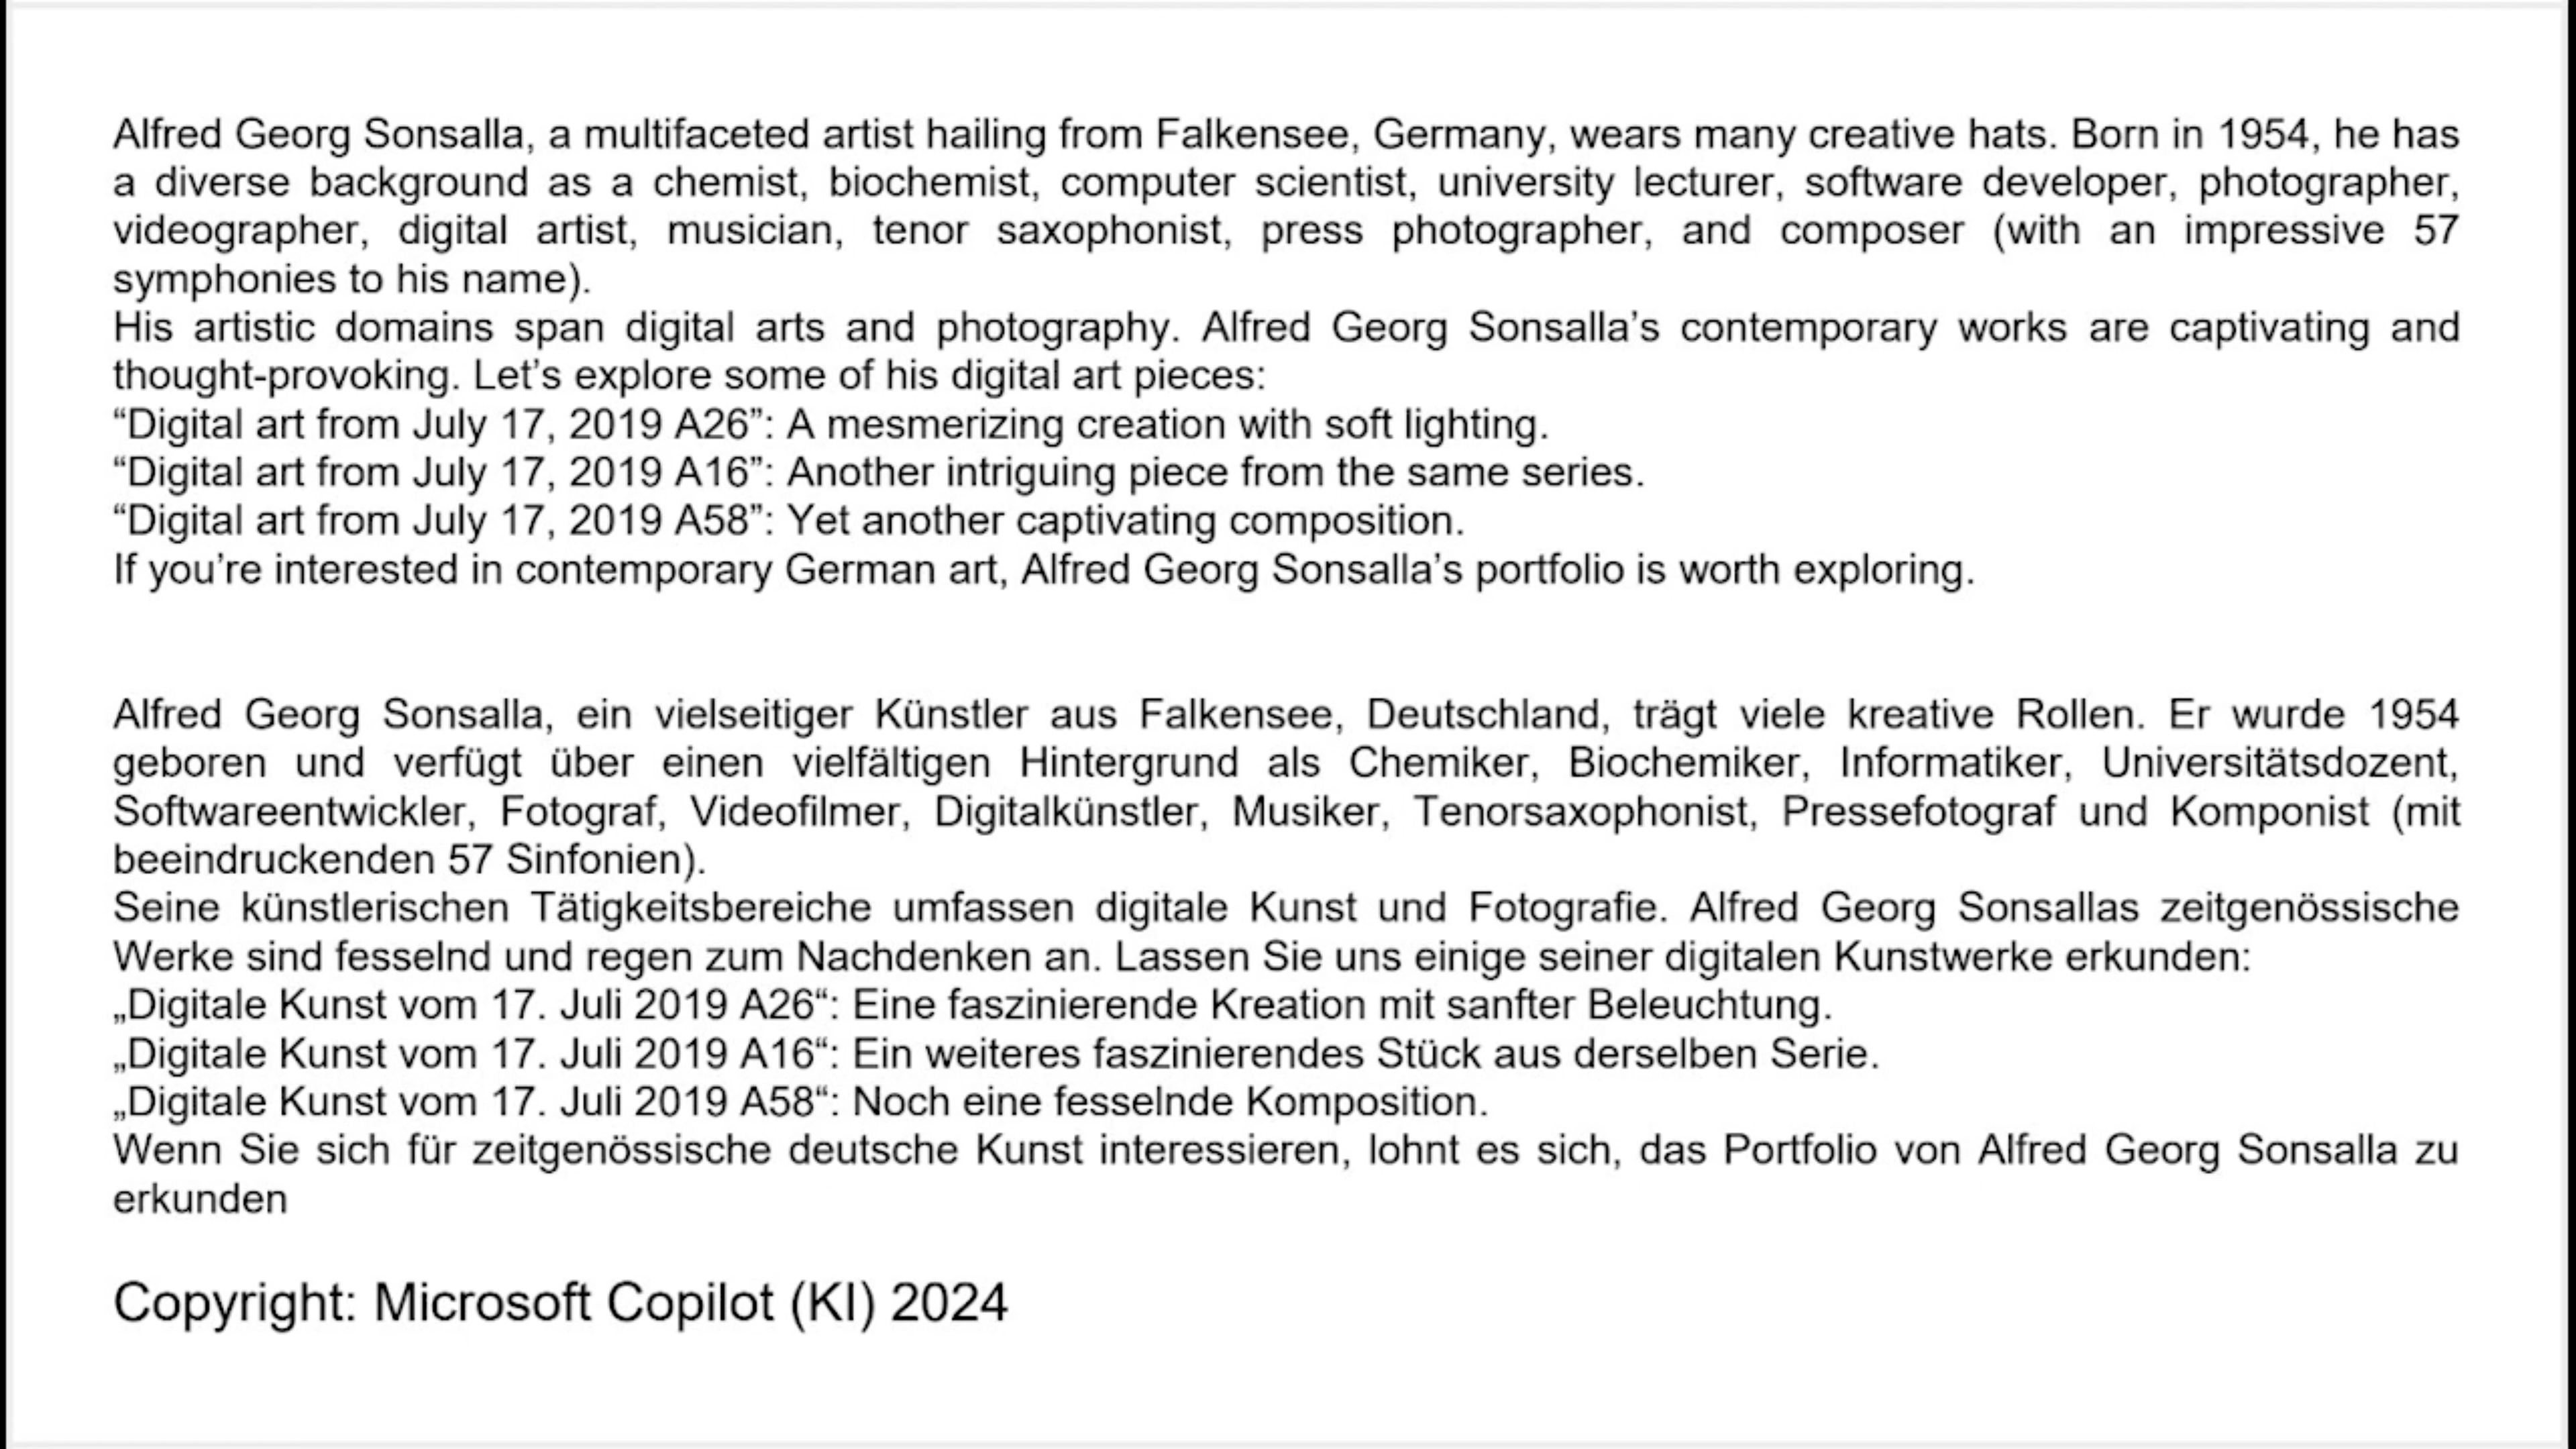 Alfred Georg Sonsalla, a multifaceted artist hailing from Falkensee, Germany, wears many creative hats. Born in 1954, he has
a diverse background as a chemist, biochemist, computer scientist, university lecturer, software developer, photographer,
videographer, digital artist, musician, tenor saxophonist, press photographer, and composer (with an impressive 57
symphonies to his name).
His artistic domains span digital arts and photography. Alfred Georg Sonsalla’s contemporary works are captivating and
thought-provoking. Let’s explore some of his digital art pieces:
“Digital art from July 17, 2019 A26”: A mesmerizing creation with soft lighting.
“Digital art from July 17, 2019 A16”: Another intriguing piece from the same series.
“Digital art from July 17, 2019 A58”: Yet another captivating composition.
If you’re interested in contemporary German art, Alfred Georg Sonsalla’s portfolio is worth exploring.
Alfred Georg Sonsalla, ein vielseitiger Künstler aus Falkensee, Deutschland, trägt viele kreative Rollen. Er wurde 1954
geboren und verfügt über einen vielfältigen Hintergrund als Chemiker, Biochemiker, Informatiker, Universitätsdozent,
Softwareentwickler, Fotograf, Videofilmer, Digitalkünstler, Musiker, Tenorsaxophonist, Pressefotograf und Komponist (mit
beeindruckenden 57 Sinfonien).
Seine künstlerischen Tätigkeitsbereiche umfassen digitale Kunst und Fotografie. Alfred Georg Sonsallas zeitgenössische
Werke sind fesselnd und regen zum Nachdenken an. Lassen Sie uns einige seiner digitalen Kunstwerke erkunden:
„Digitale Kunst vom 17. Juli 2019 A26“: Eine faszinierende Kreation mit sanfter Beleuchtung.
„Digitale Kunst vom 17. Juli 2019 A16“: Ein weiteres faszinierendes Stück aus derselben Serie.
„Digitale Kunst vom 17. Juli 2019 A58“: Noch eine fesselnde Komposition.
Wenn Sie sich für zeitgenössische deutsche Kunst interessieren, lohnt es sich, das Portfolio von Alfred Georg Sonsalla zu
erkunden
Copyright: Microsoft Copilot (KI) 2024